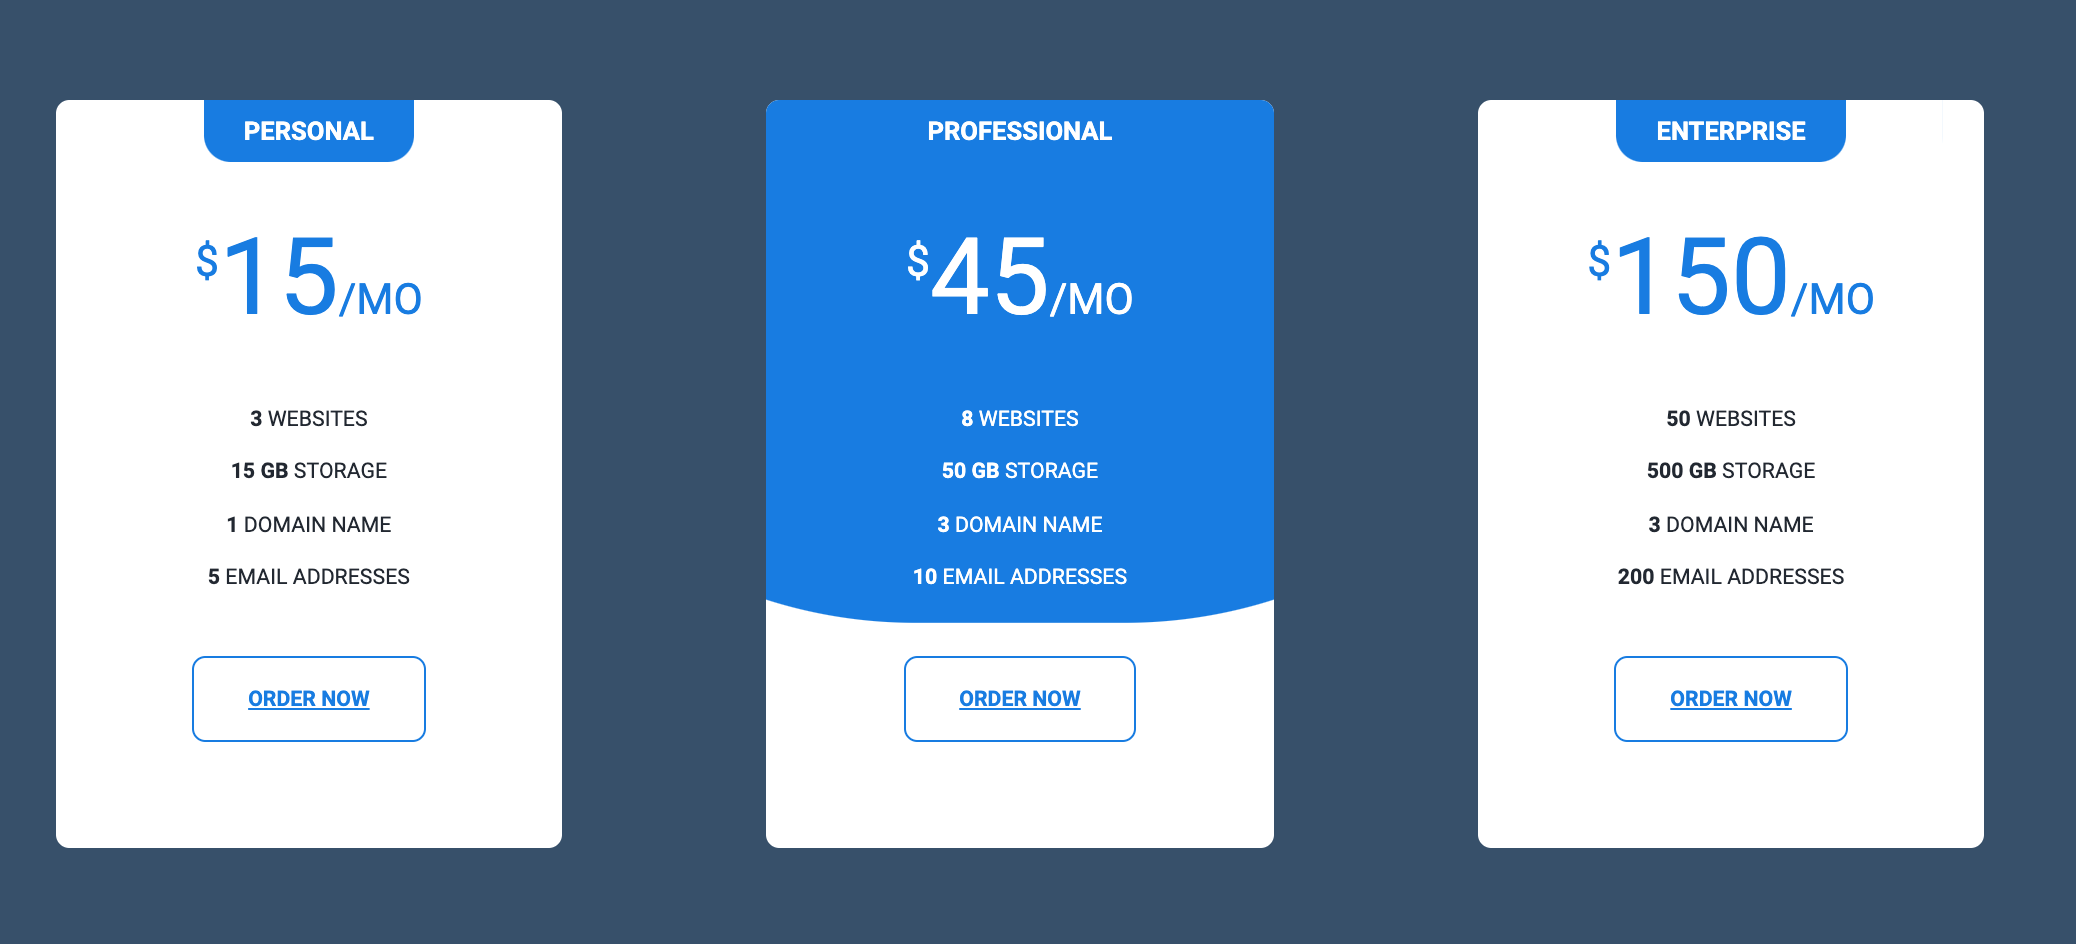 PERSONAL
$15/MO
3 WEBSITES
15 GB STORAGE
1 DOMAIN NAME
5 EMAIL ADDRESSES
ORDER NOW
PROFESSIONAL
$45/MO
8 WEBSITES
50 GB STORAGE
3 DOMAIN NAME
10 EMAIL ADDRESSES
ORDER NOW
ENTERPRISE
$150/MO
50 WEBSITES
500 GB STORAGE
3 DOMAIN NAME
200 EMAIL ADDRESSES
ORDER NOW